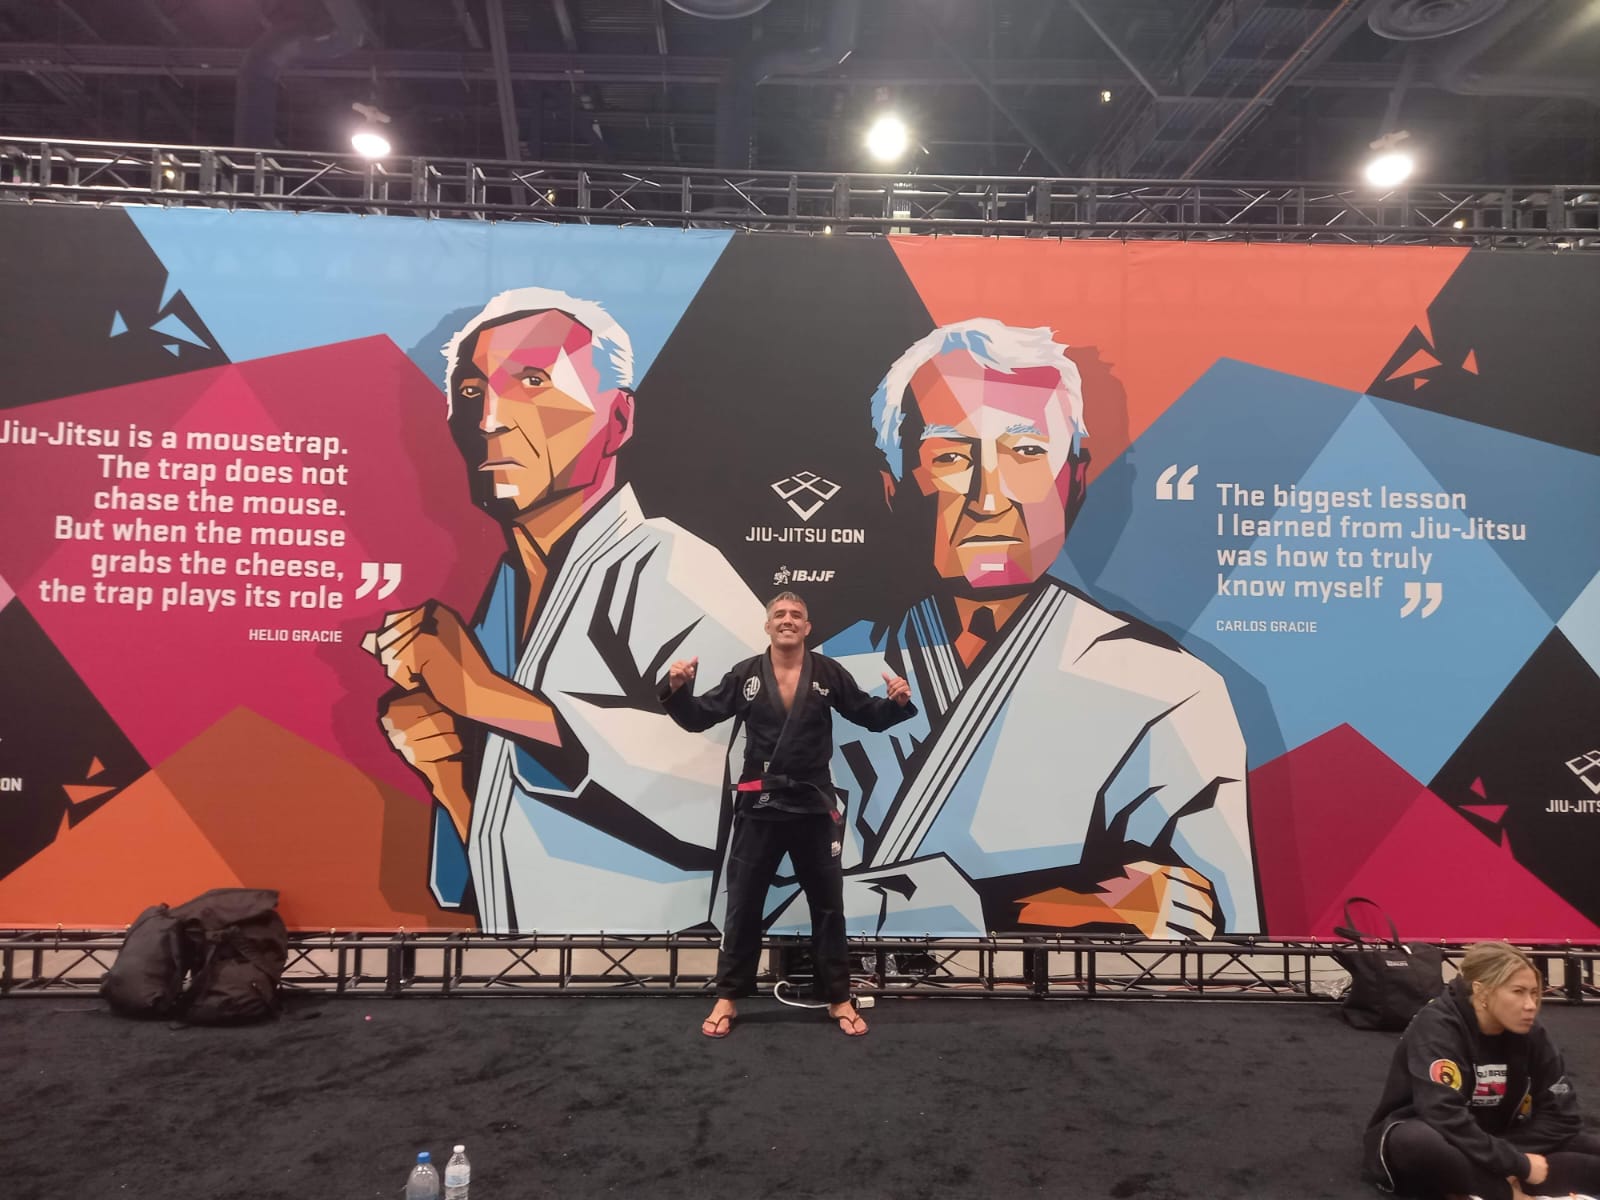 Jiu-Jitsu is a mousetrap.
The trap does not
chase the mouse.
But when the mouse
grabs the cheese,
the trap plays its role”
HELIO GRACIE
JIU-JITSU CON
IBJJF
“The biggest lesson
I learned from Jiu-Jitsu
was how to truly
know myself”
CARLOS GRACIE
ON
JIU-JITS